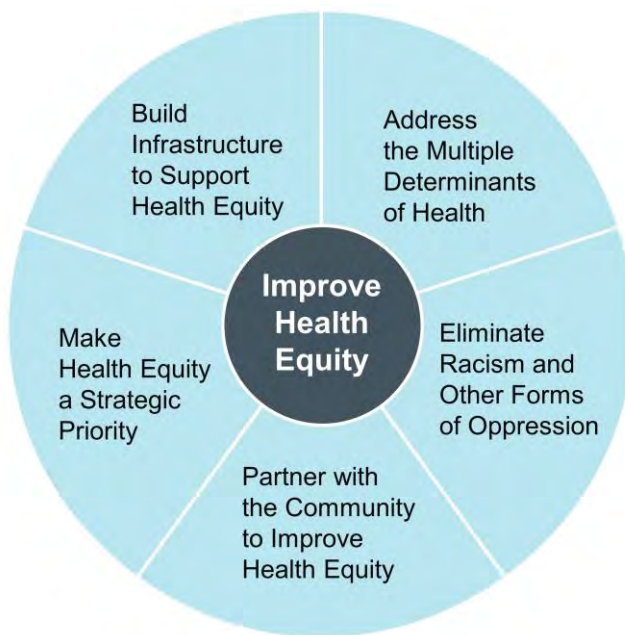 Build
Infrastructure
to Support
Health Equity
Address
the Multiple
Determinants
of Health
Improve
Health
Equity
Make
Health Equity
a Strategic
Priority
Eliminate
Racism and
Other Forms
of Oppression
Partner with
the Community
to Improve
Health Equity